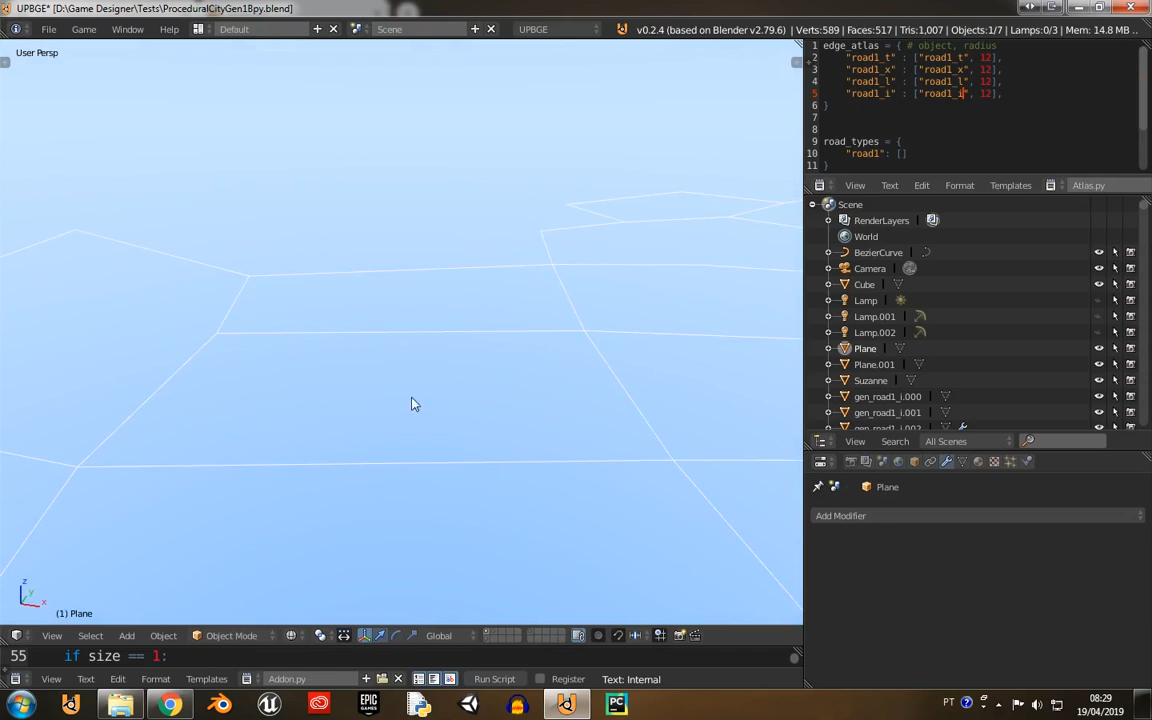 UPBGE* [D:\Game Designer\Tests\ProceduralCityGen1Bpy.blend]
File Game Window Help Default Scene UPBGE v0.2.4 (based on Blender v2.79.6) | Verts:589 | Faces:517 | Tris:1,007 | Objects:1/7 | Lamps:0/3 | Mem: 14.8 MB ..
User Persp
1 edge_atlas = { # object, radius
2 "road1_t" : ["road1_t", 12],
3 "road1_x" : ["road1_x", 12],
4 "road1_l" : ["road1_l", 12],
5 "road1_i" : ["road1_i", 12],
6 }
7
8
9 road_types = {
10 "road1": []
11 }
View Text Edit Format Templates Atlas.py
Scene
RenderLayers
World
BezierCurve
Camera
Cube
Lamp
Lamp.001
Lamp.002
Plane
Plane.001
Suzanne
gen_road1_i.000
gen_road1_i.001
gen_road1_i.002
View Search All Scenes
Plane
Add Modifier
z
y
x
(1) Plane
View Select Add Object Object Mode Global
55 if size == 1:
View Text Edit Format Templates Addon.py Run Script Register Text: Internal
EPIC GAMES PC PT 08:29
19/04/2019